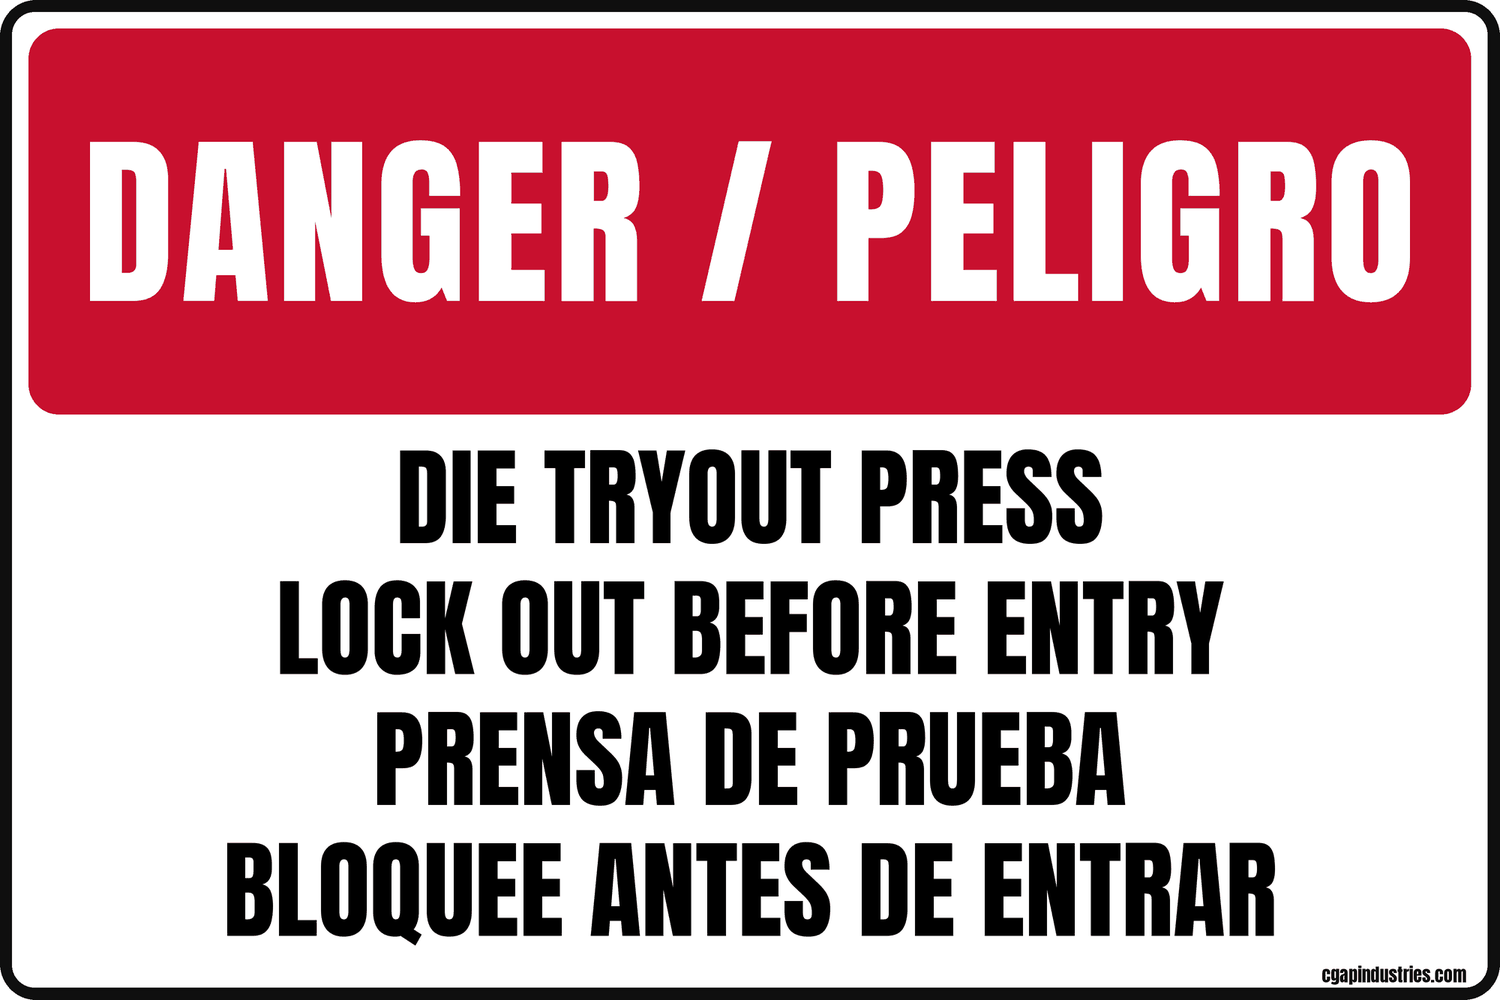 DANGER / PELIGRO
DIE TRYOUT PRESS
LOCK OUT BEFORE ENTRY
PRENSA DE PRUEBA
BLOQUEE ANTES DE ENTRAR
cgapindustries.com